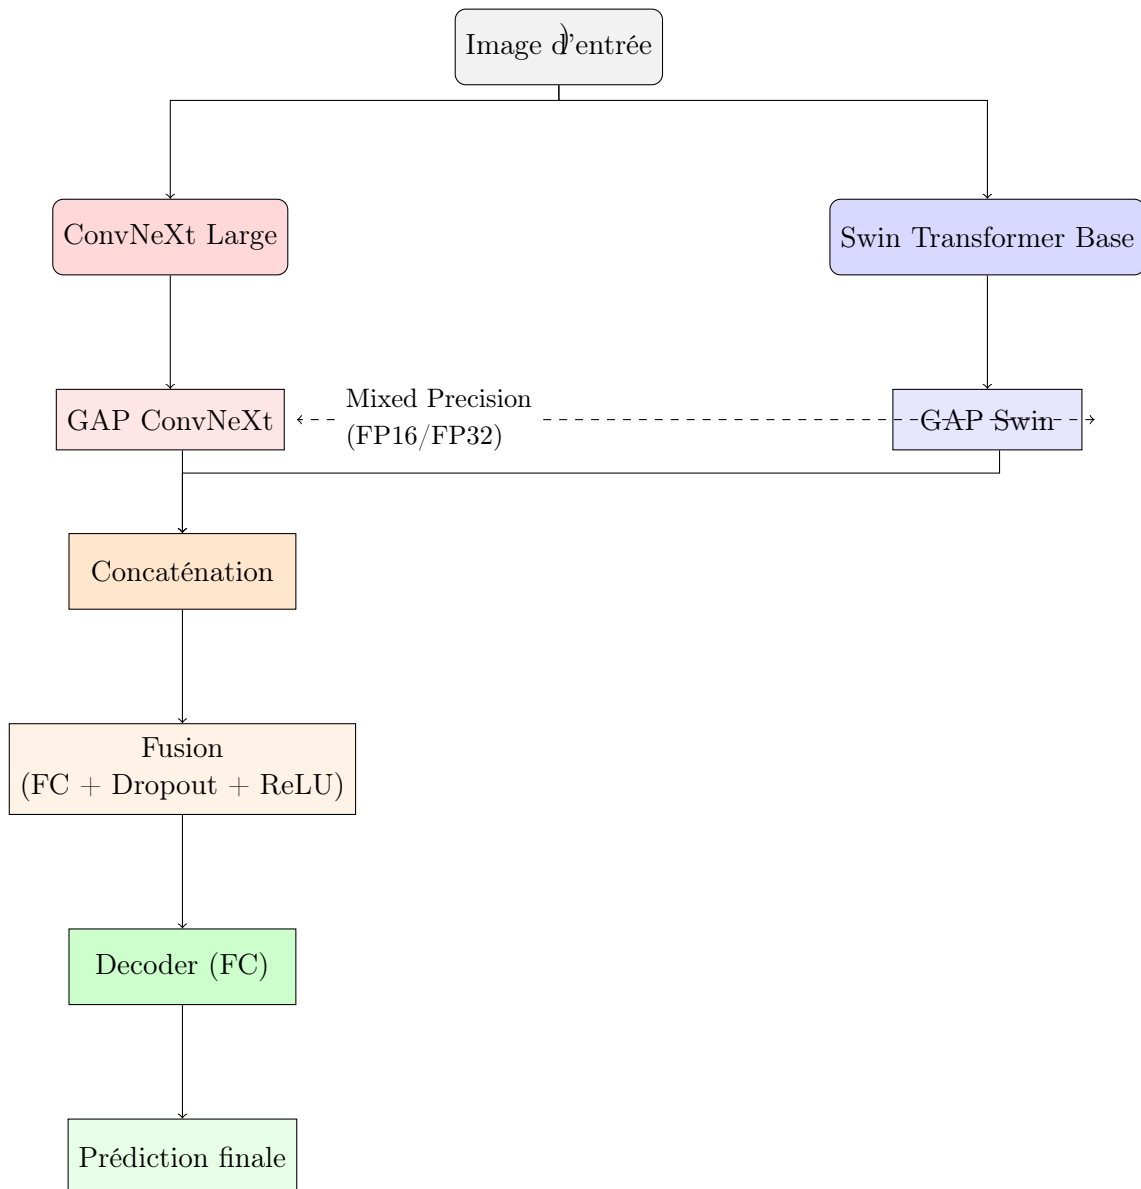 Image d'entrée
)
ConvNeXt Large
Swin Transformer Base
GAP ConvNeXt
Mixed Precision
(FP16/FP32)
GAP Swin
Concaténation
Fusion
(FC + Dropout + ReLU)
Decoder (FC)
Prédiction finale